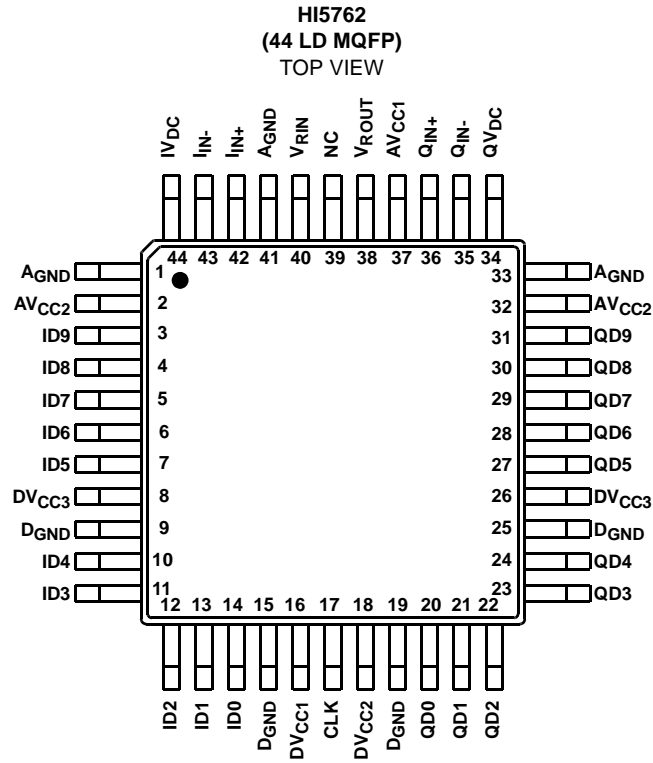 HI5762
(44 LD MQFP)
TOP VIEW
IVDC IIN- IIN+ AGND VRIN NC VROUT AVCC1 QIN+ QIN- QVDC
44 43 42 41 40 39 38 37 36 35 34
AGND 1 33 AGND
AVCC2 2 32 AVCC2
ID9 3 31 QD9
ID8 4 30 QD8
ID7 5 29 QD7
ID6 6 28 QD6
ID5 7 27 QD5
DVCC3 8 26 DVCC3
DGND 9 25 DGND
ID4 10 24 QD4
ID3 11 23 QD3
12 13 14 15 16 17 18 19 20 21 22
ID2 ID1 ID0 DGND DVCC1 CLK DVCC2 DGND QD0 QD1 QD2